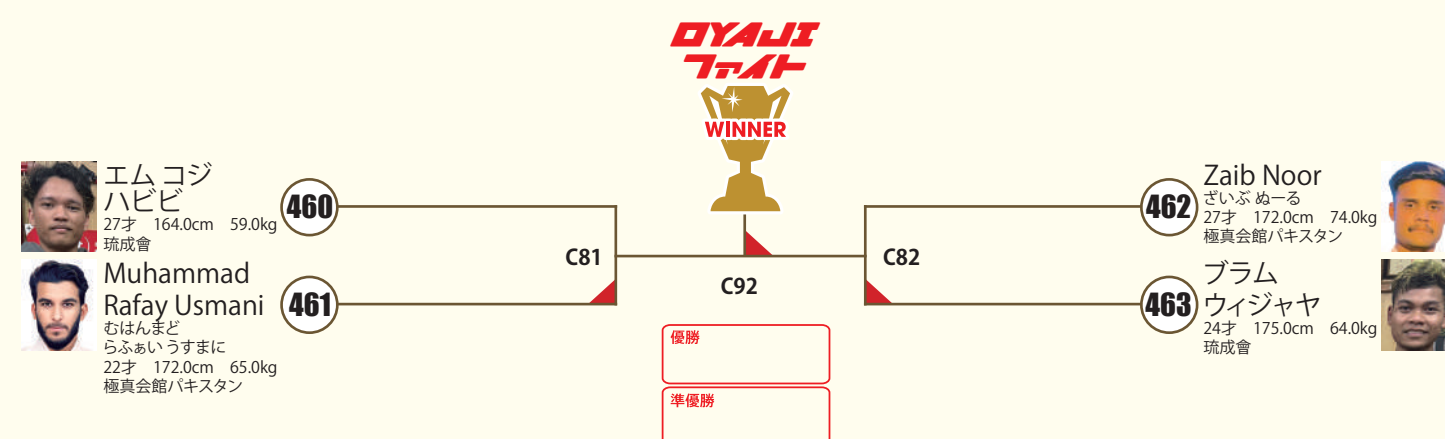 OYAJI
ファイト
WINNER
エム コジ
ハビビ
27才 164.0cm 59.0kg
琉成會
460
Muhammad
Rafay Usmani
むはんまど
らふぁい うすまに
22才 172.0cm 65.0kg
極真会館パキスタン
461
C81
C92
C82
462
Zaib Noor
ざいぶ ぬーる
27才 172.0cm 74.0kg
極真会館パキスタン
463
ブラム
ウィジャヤ
24才 175.0cm 64.0kg
琉成會
優勝
準優勝